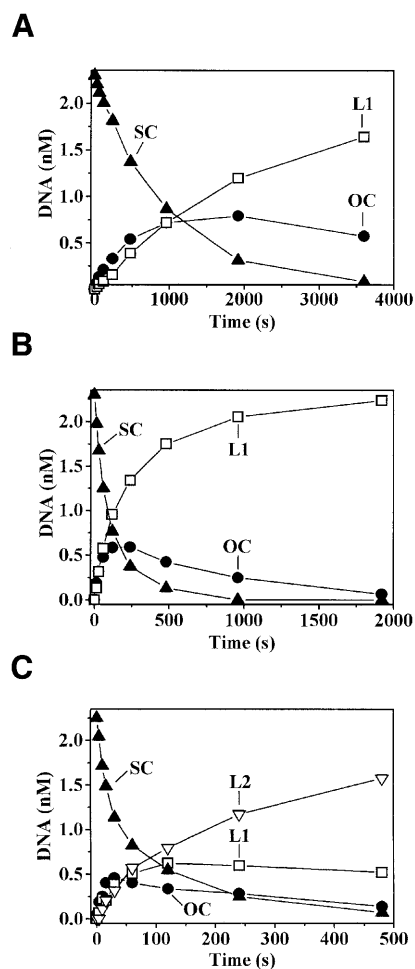 A
L1
2.0
SC
1.5
DNA (nM)
OC
1.0
0.5
0 1000 2000 3000 4000
Time (s)
B
2.0
SC
L1
1.5
DNA (nM)
1.0
OC
0.5
0.0
0 500 1000 1500 2000
Time (s)
C
2.0
SC
L2
1.5
DNA (nM)
L1
1.0
0.5
OC
0.0
0 100 200 300 400 500
Time (s)